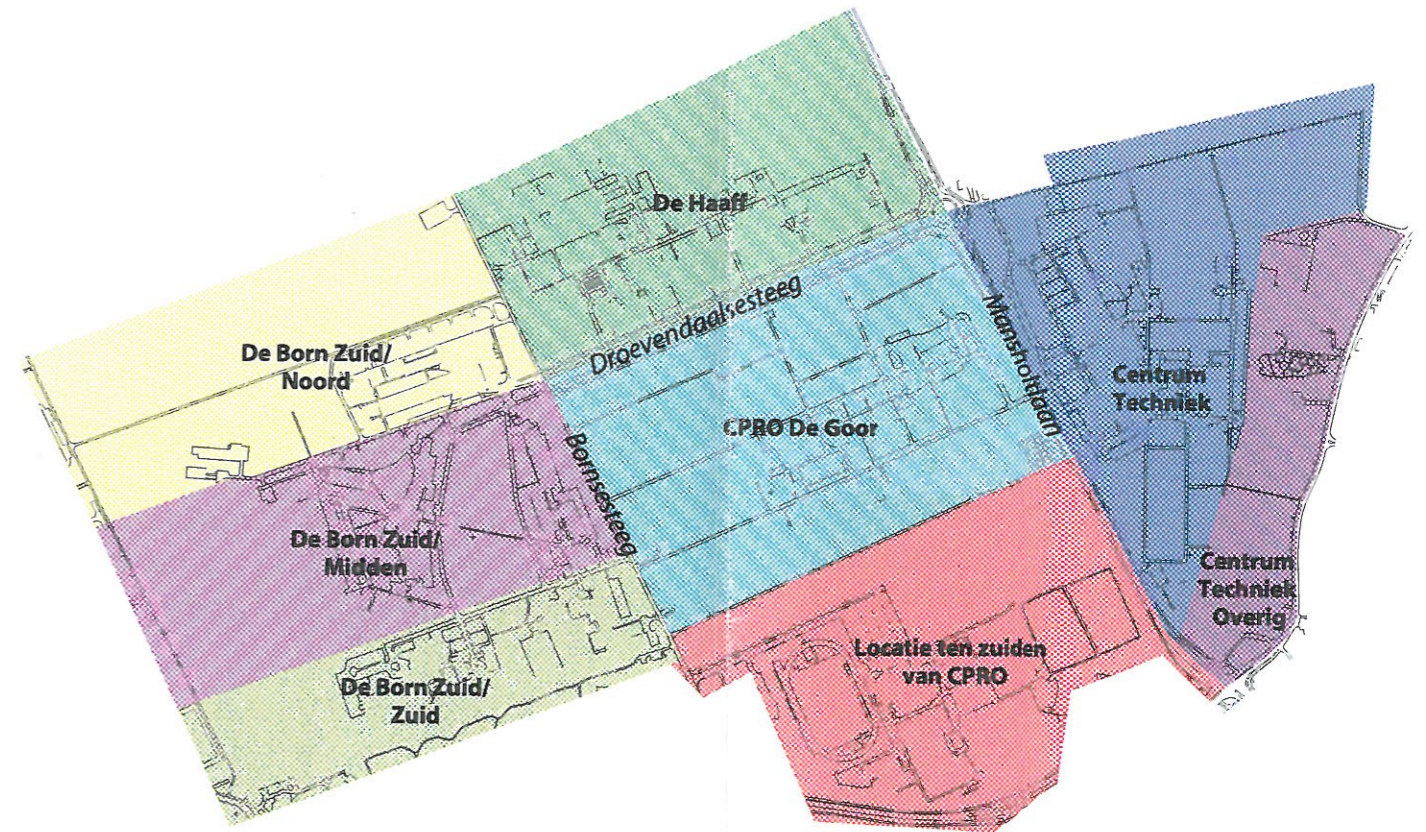 De Haaff
Droevendaalsesteeg
Mansholtlaan
De Born Zuid/
Noord
Centrum
Techniek
CPRO De Goor
Bornsesteeg
De Born Zuid/
Midden
Centrum
Techniek
Overig
Locatie ten zuiden
van CPRO
De Born Zuid/
Zuid